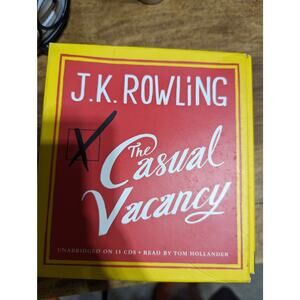 J.K. ROWLING
The
Casual
Vacancy
UNABRIDGED ON 15 CDS • READ BY TOM HOLLANDER